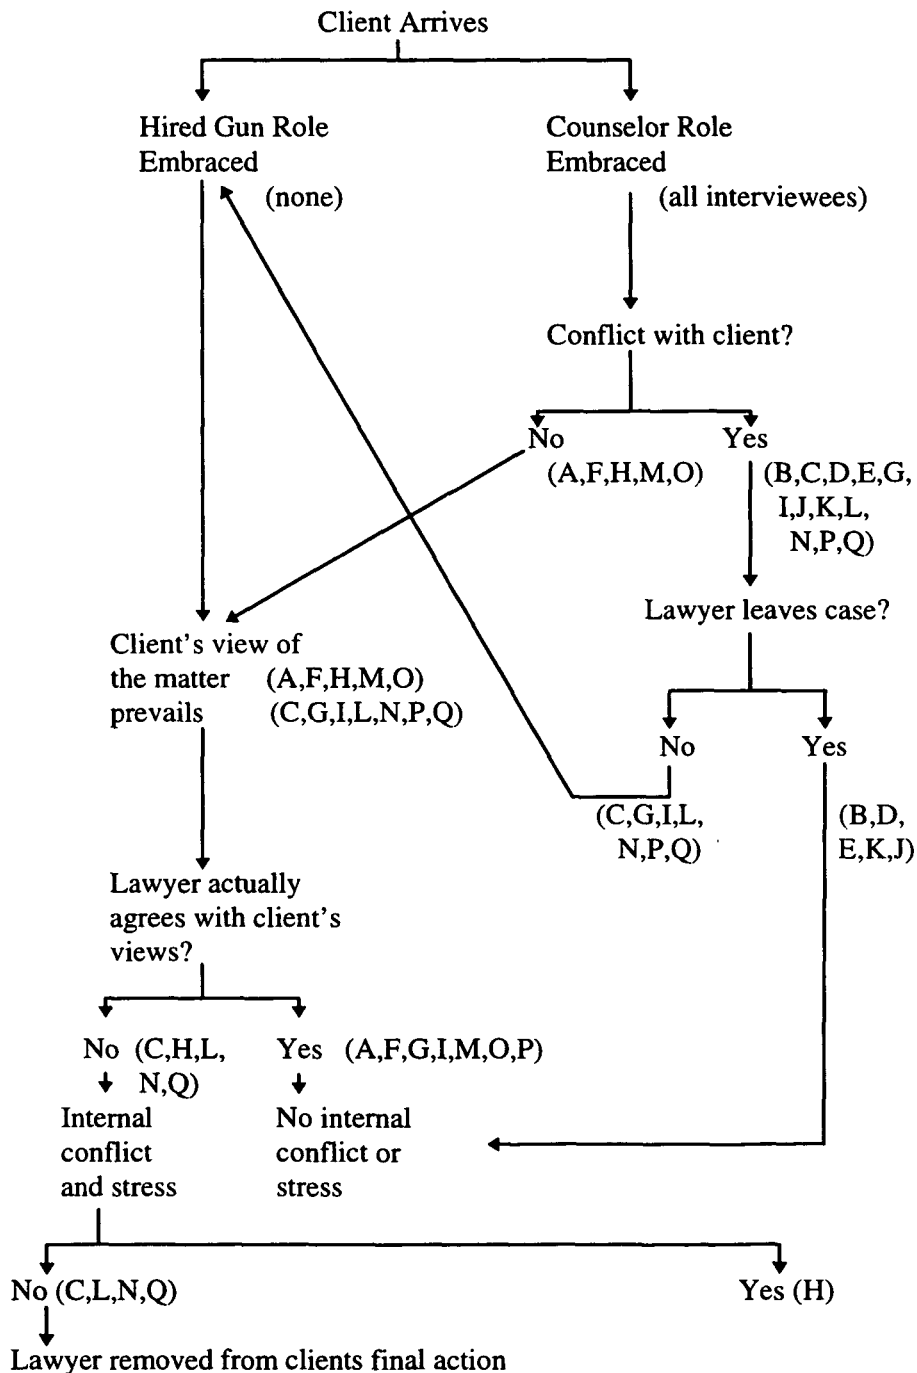 Client Arrives
Hired Gun Role
Embraced
(none)
Counselor Role
Embraced
(all interviewees)
Conflict with client?
No
(A,F,H,M,O)
Yes
(B,C,D,E,G,
I,J,K,L,
N,P,Q)
Lawyer leaves case?
No
(C,G,I,L,
N,P,Q)
Yes
(B,D,
E,K,J)
Client's view of
the matter (A,F,H,M,O)
prevails (C,G,I,L,N,P,Q)
Lawyer actually
agrees with client's
views?
No (C,H,L,
N,Q)
Internal
conflict
and stress
Yes (A,F,G,I,M,O,P)
No internal
conflict or
stress
No (C,L,N,Q)
Yes (H)
Lawyer removed from clients final action